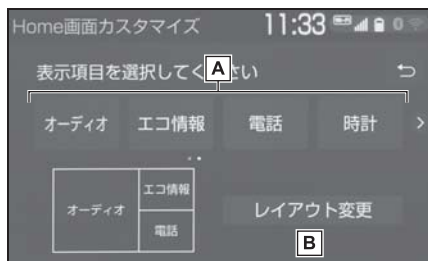 Home画面カスタマイズ 11:33
表示項目を選択してく A さい
オーディオ エコ情報 電話 時計
オーディオ エコ情報
電話
レイアウト変更
B